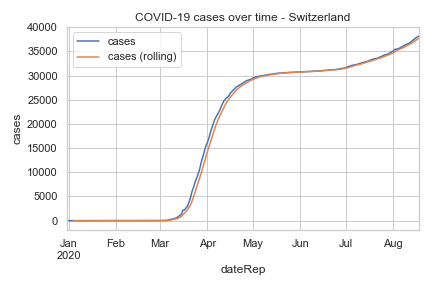 COVID-19 cases over time - Switzerland
40000
35000
30000
25000
20000
15000
10000
5000
0
cases
cases
cases (rolling)
Jan
2020
Feb
Mar
Apr
May
Jun
Jul
Aug
dateRep